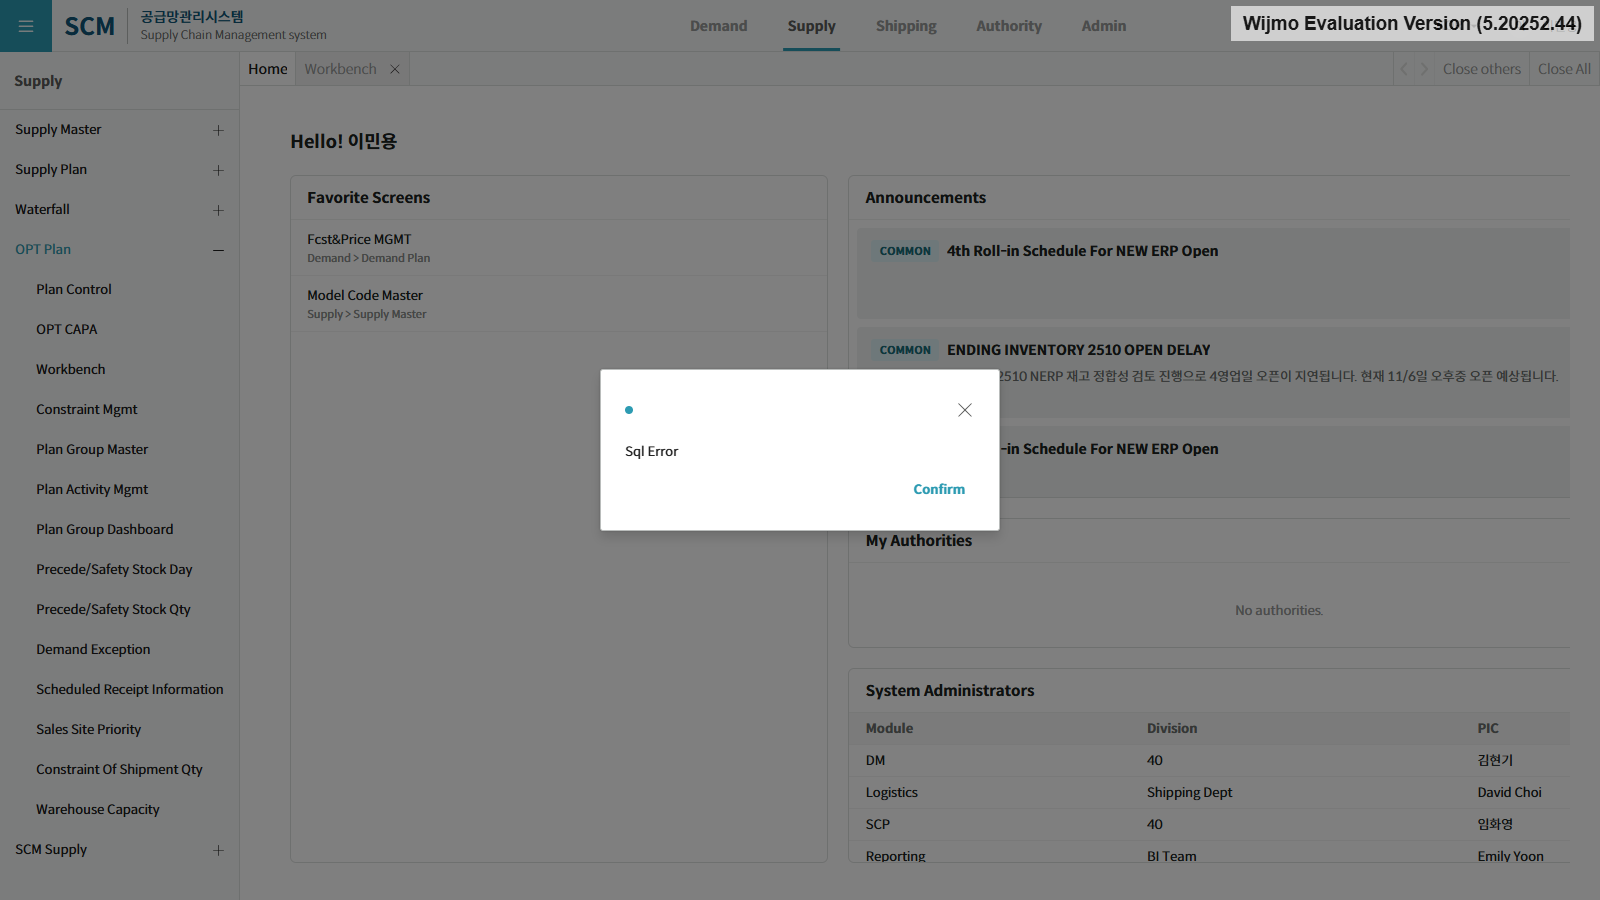 SCM
공급망관리시스템
Supply Chain Management system
Demand
Supply
Shipping
Authority
Admin
Wijmo Evaluation Version (5.20252.44)
Supply
Home
Workbench
Close others
Close All
Supply Master
Supply Plan
Waterfall
OPT Plan
Plan Control
OPT CAPA
Workbench
Constraint Mgmt
Plan Group Master
Plan Activity Mgmt
Plan Group Dashboard
Precede/Safety Stock Day
Precede/Safety Stock Qty
Demand Exception
Scheduled Receipt Information
Sales Site Priority
Constraint Of Shipment Qty
Warehouse Capacity
SCM Supply
Hello! 이민용
Favorite Screens
Fcst&Price MGMT
Demand > Demand Plan
Model Code Master
Supply > Supply Master
Announcements
COMMON 4th Roll-in Schedule For NEW ERP Open
COMMON ENDING INVENTORY 2510 OPEN DELAY
2510 NERP 재고 정합성 검토 진행으로 4영업일 오픈이 지연됩니다. 현재 11/6일 오후중 오픈 예상됩니다.
-in Schedule For NEW ERP Open
Sql Error
Confirm
My Authorities
No authorities.
System Administrators
Module Division PIC
DM 40 김현기
Logistics Shipping Dept David Choi
SCP 40 임화영
Reporting BI Team Emily Yoon